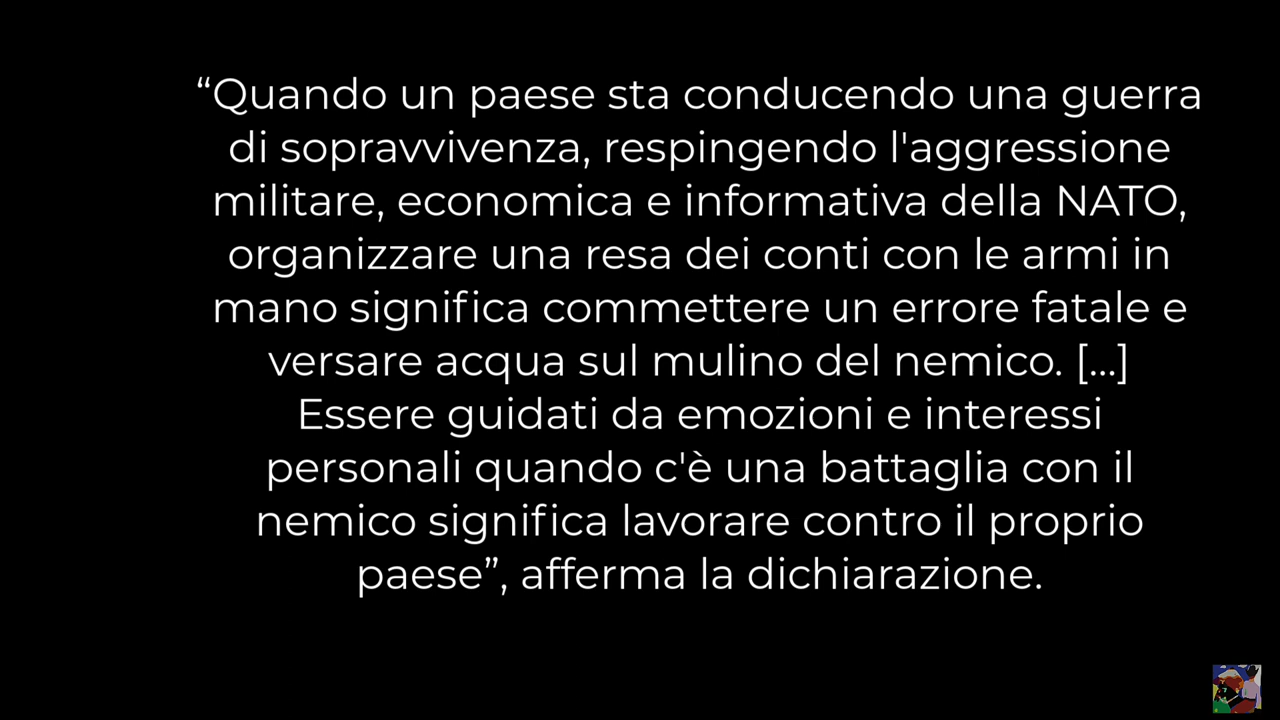 “Quando un paese sta conducendo una guerra
di sopravvivenza, respingendo l'aggressione
militare, economica e informativa della NATO,
organizzare una resa dei conti con le armi in
mano significa commettere un errore fatale e
versare acqua sul mulino del nemico. [...]
Essere guidati da emozioni e interessi
personali quando c'è una battaglia con il
nemico significa lavorare contro il proprio
paese”, afferma la dichiarazione.